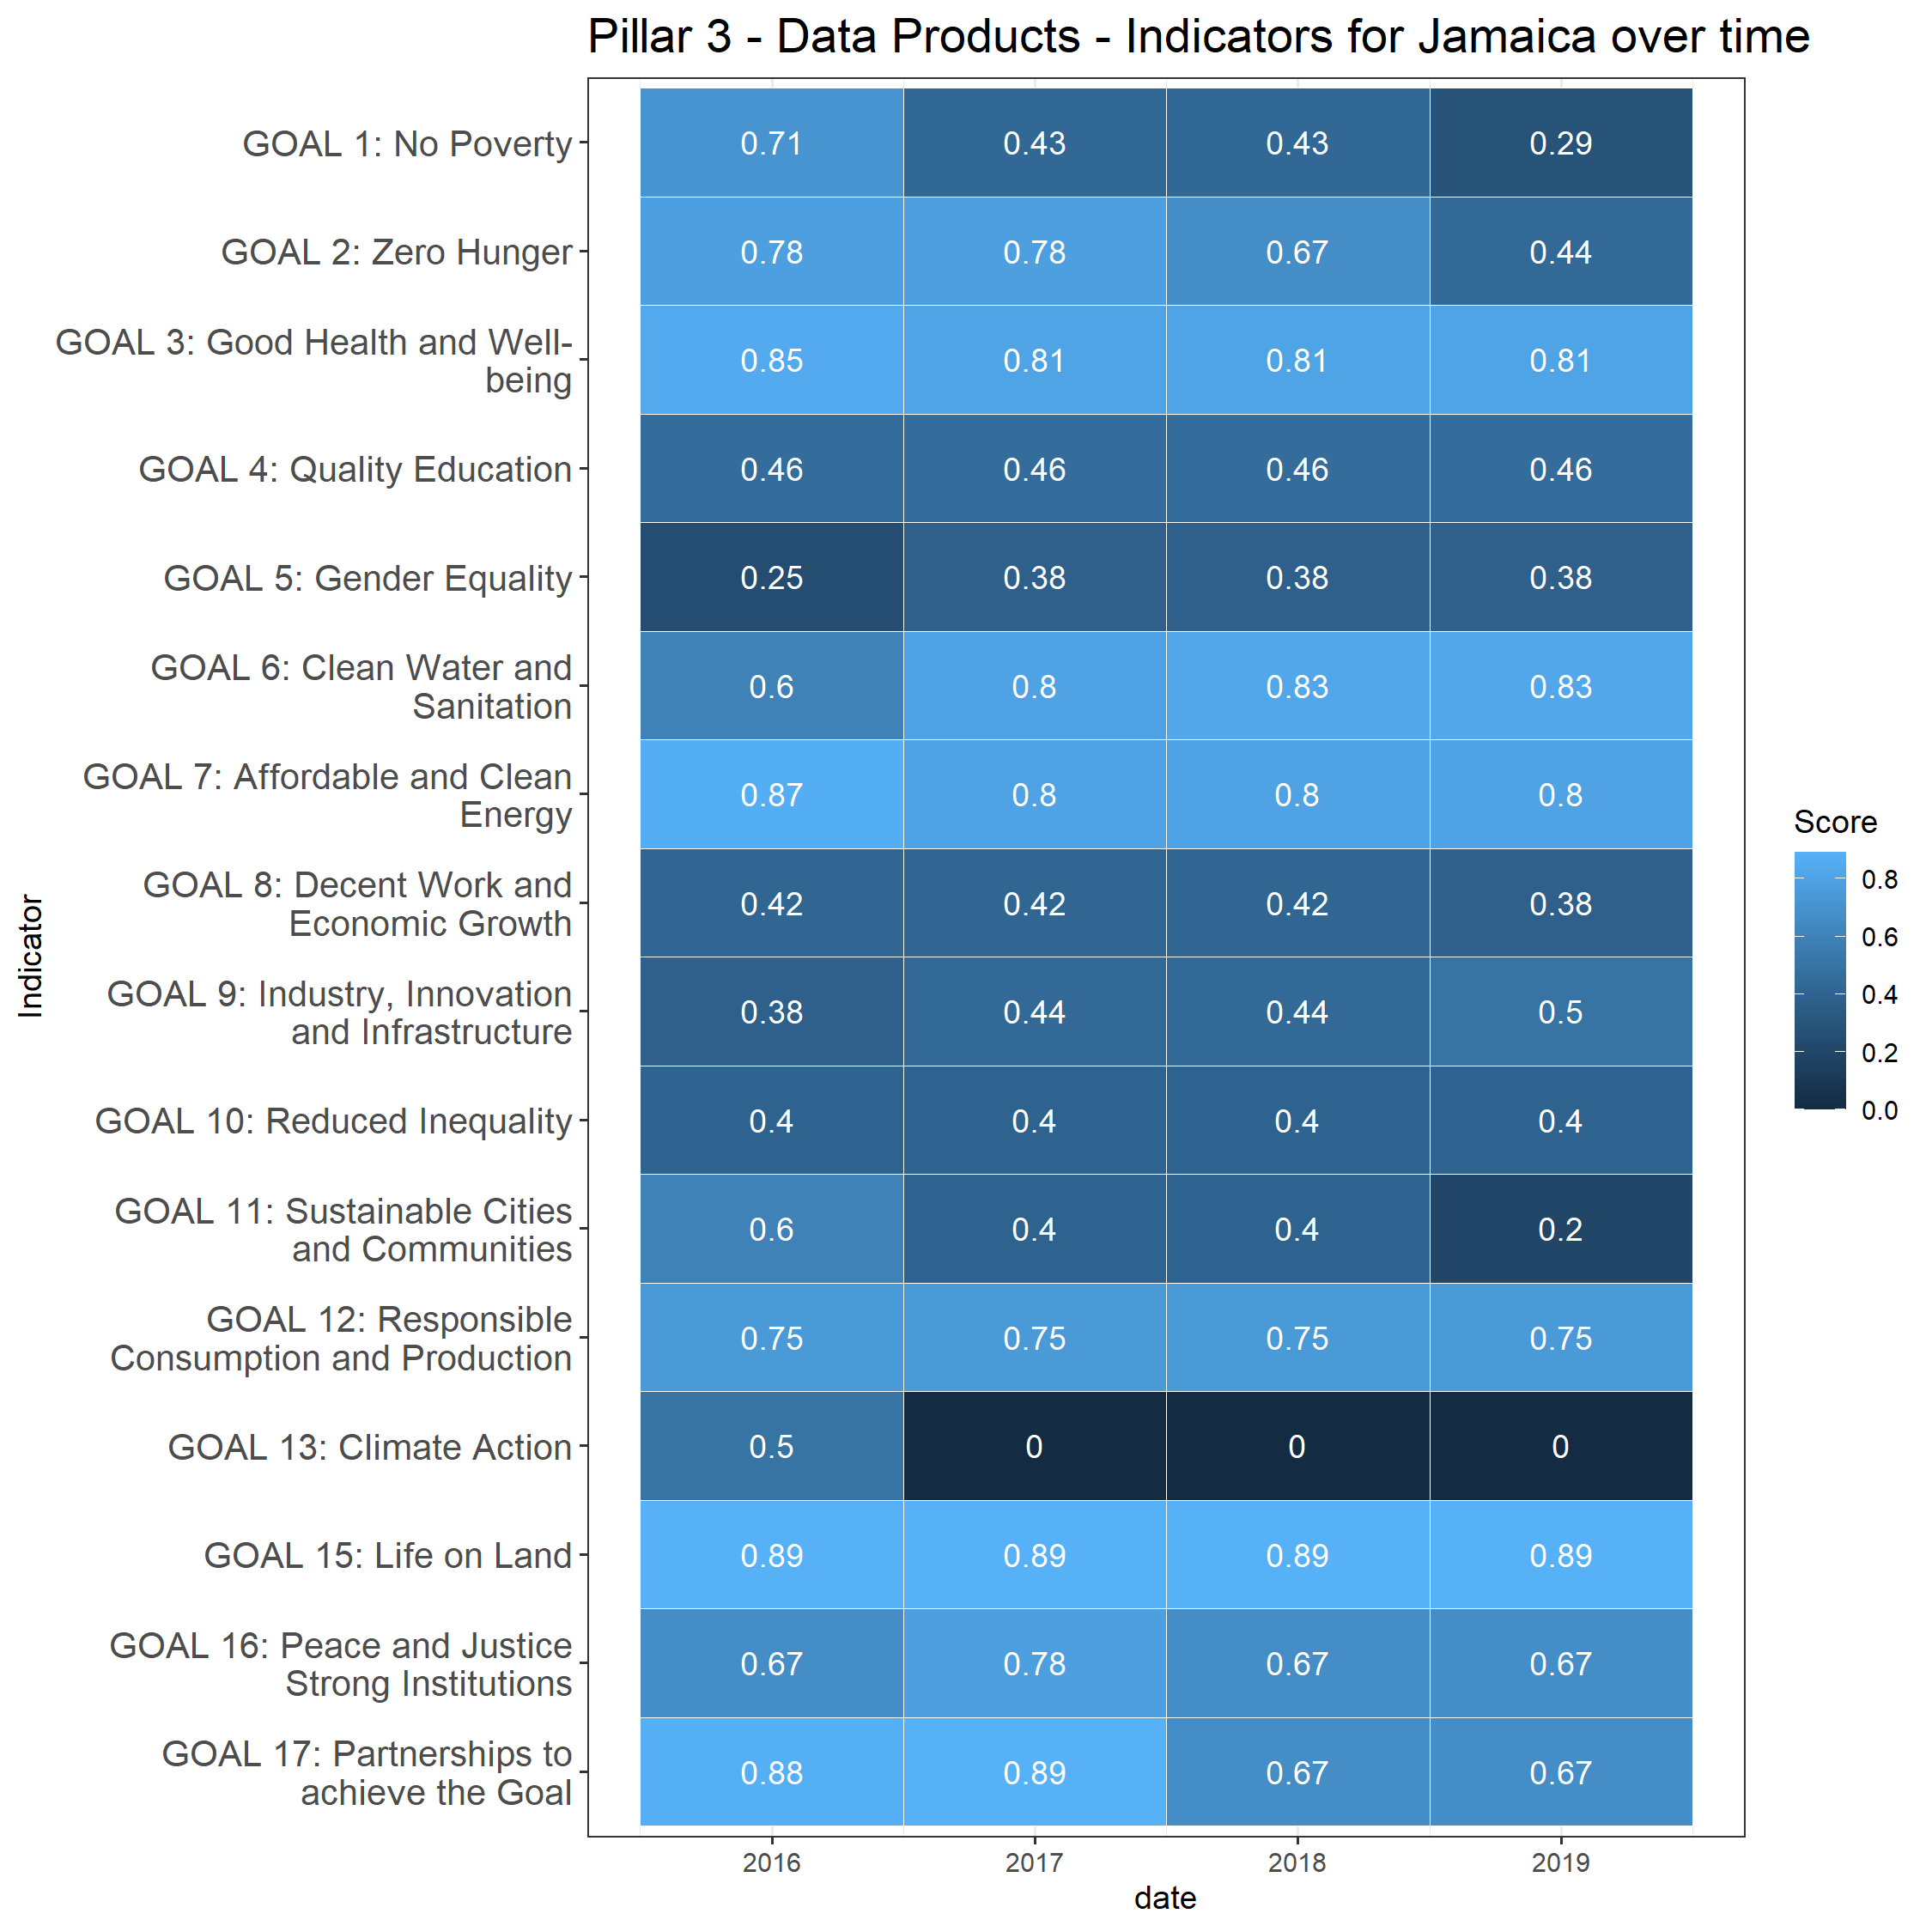 Pillar 3 - Data Products - Indicators for Jamaica over time
GOAL 1: No Poverty
0.71 0.43 0.43 0.29
GOAL 2: Zero Hunger
0.78 0.78 0.67 0.44
GOAL 3: Good Health and Well-
being
0.85 0.81 0.81 0.81
GOAL 4: Quality Education
0.46 0.46 0.46 0.46
GOAL 5: Gender Equality
0.25 0.38 0.38 0.38
GOAL 6: Clean Water and
Sanitation
0.6 0.8 0.83 0.83
GOAL 7: Affordable and Clean
Energy
0.87 0.8 0.8 0.8
GOAL 8: Decent Work and
Economic Growth
0.42 0.42 0.42 0.38
GOAL 9: Industry, Innovation
and Infrastructure
0.38 0.44 0.44 0.5
GOAL 10: Reduced Inequality
0.4 0.4 0.4 0.4
GOAL 11: Sustainable Cities
and Communities
0.6 0.4 0.4 0.2
GOAL 12: Responsible
Consumption and Production
0.75 0.75 0.75 0.75
GOAL 13: Climate Action
0.5 0 0 0
GOAL 15: Life on Land
0.89 0.89 0.89 0.89
GOAL 16: Peace and Justice
Strong Institutions
0.67 0.78 0.67 0.67
GOAL 17: Partnerships to
achieve the Goal
0.88 0.89 0.67 0.67
2016 2017 2018 2019
date
Indicator
Score
0.8
0.6
0.4
0.2
0.0